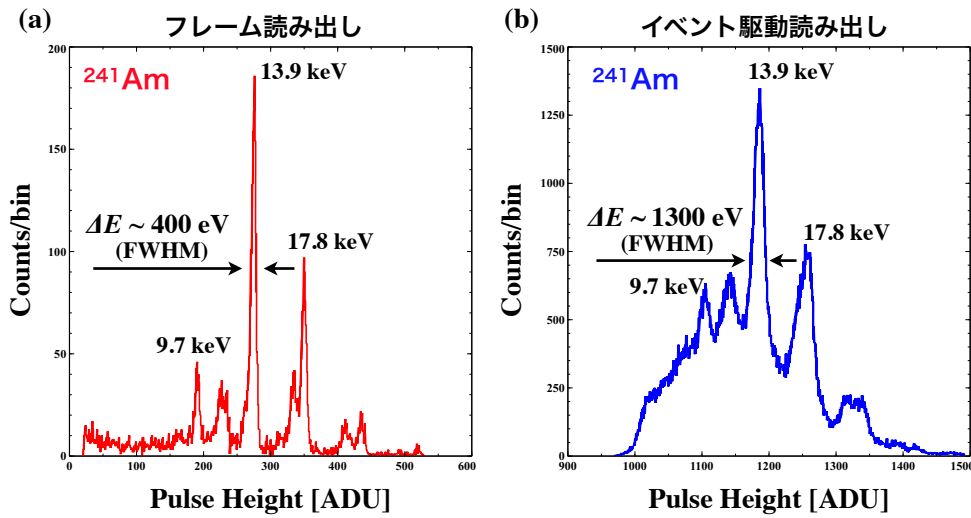 (a)
フレーム読み出し
²⁴¹Am
13.9 keV
ΔE ~ 400 eV
(FWHM)
17.8 keV
9.7 keV
Counts/bin
200
150
100
50
0
0 100 200 300 400 500 600
Pulse Height [ADU]
(b)
イベント駆動読み出し
²⁴¹Am
13.9 keV
ΔE ~ 1300 eV
(FWHM)
17.8 keV
9.7 keV
Counts/bin
1500
1250
1000
750
500
250
0
900 1000 1100 1200 1300 1400 1500
Pulse Height [ADU]